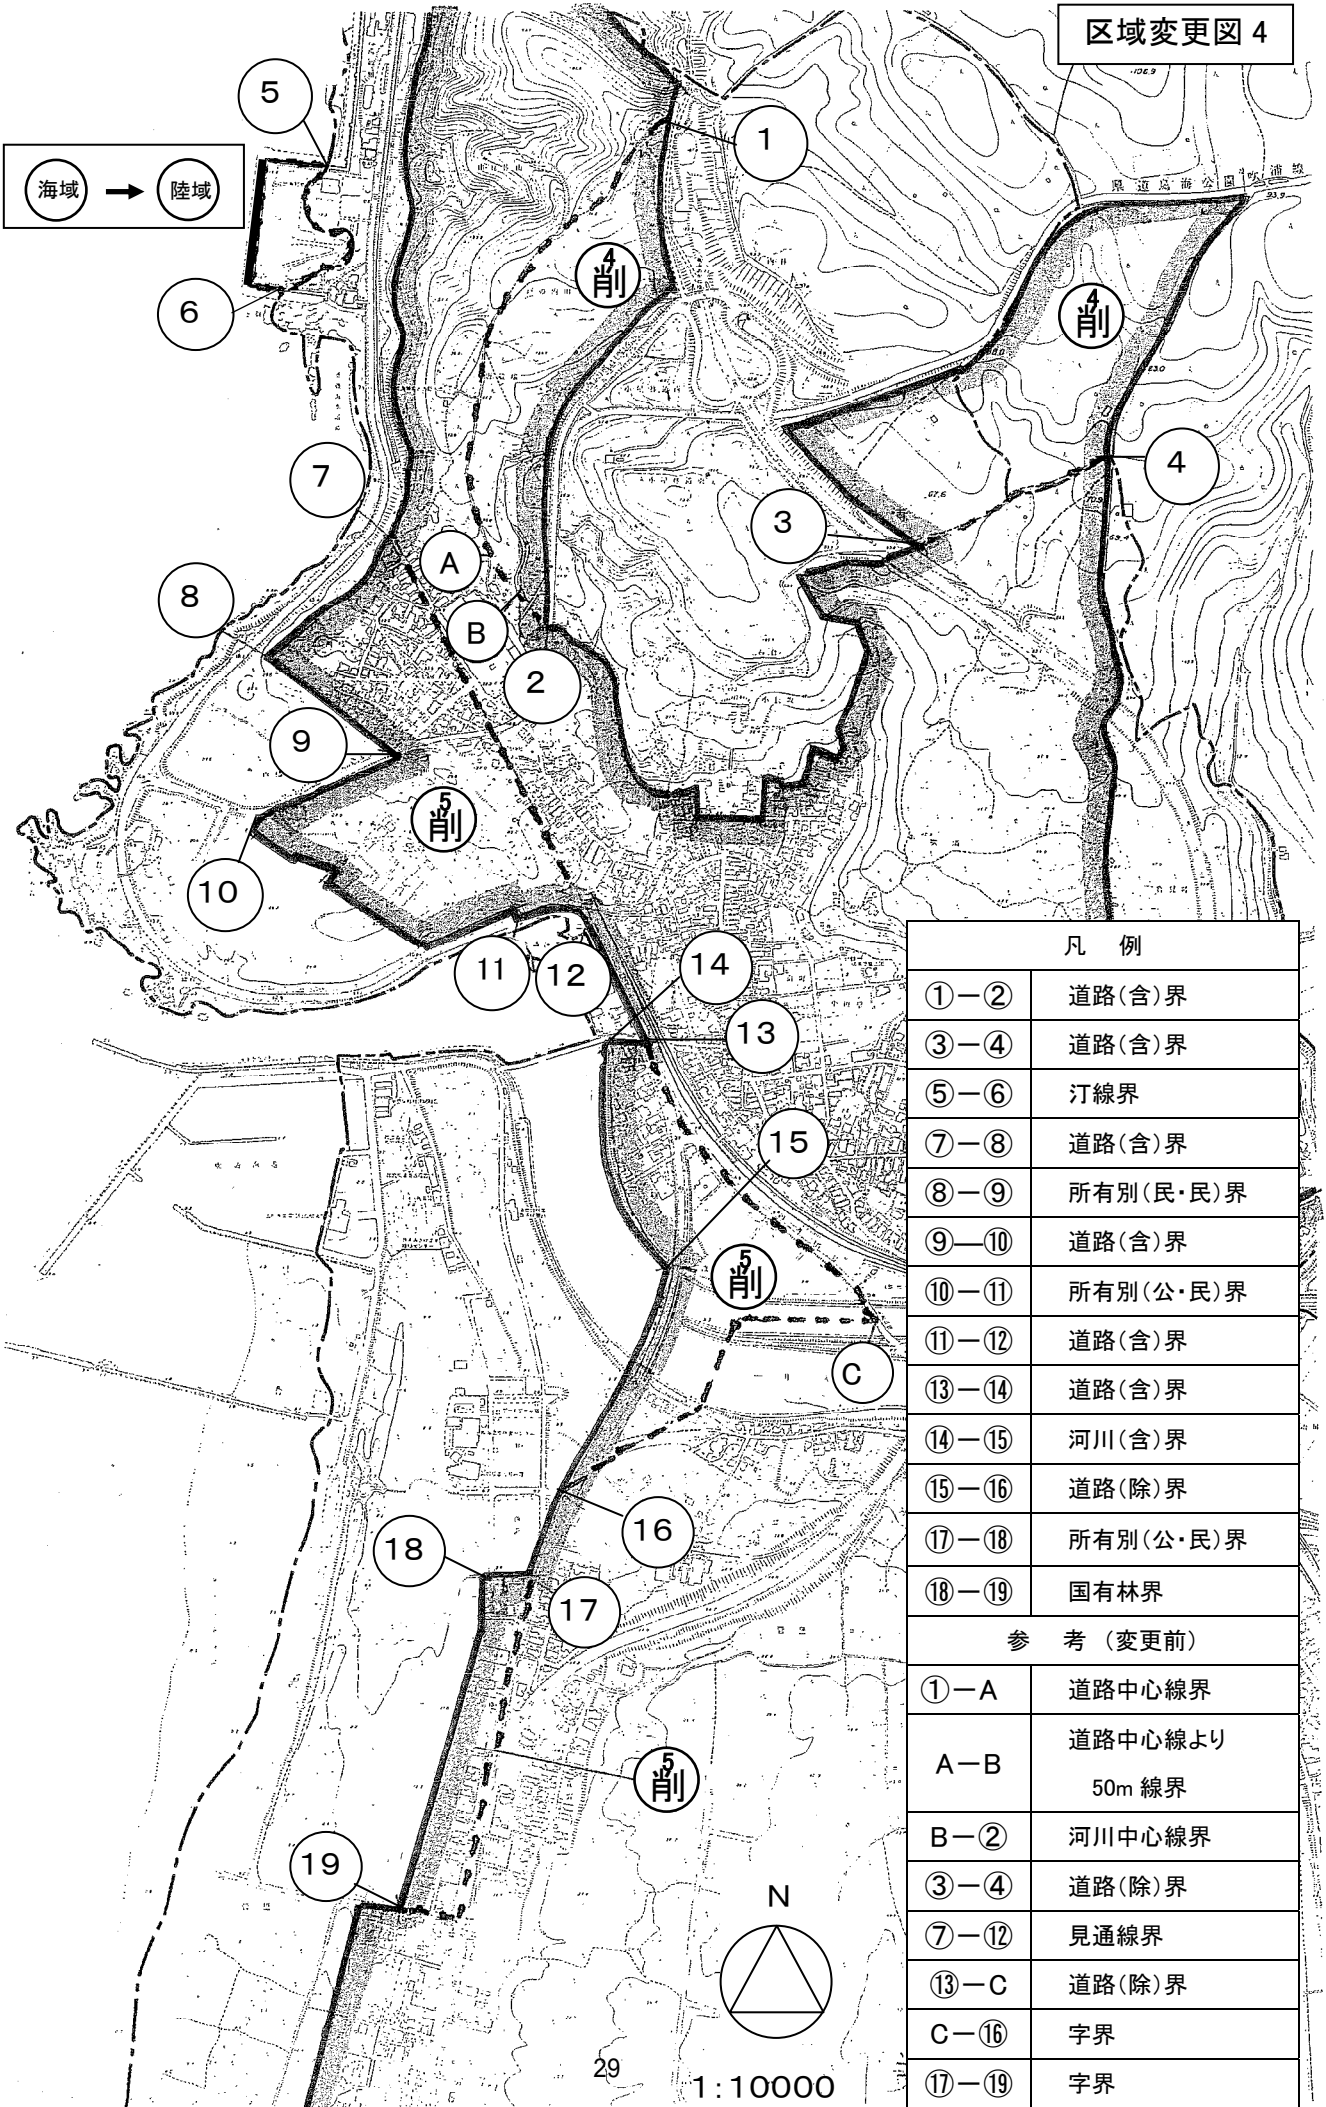 区域変更図 4
海域 → 陸域
5
1
県道鳥海公園吹浦線
6
4
削
4
削
7
3
4
A
8
B
2
9
5
削
10
11
12
14
13
15
5
削
C
16
18
17
5
削
19
N
29
1:10000
凡 例
①－② 道路(含)界
③－④ 道路(含)界
⑤－⑥ 汀線界
⑦－⑧ 道路(含)界
⑧－⑨ 所有別(民・民)界
⑨―⑩ 道路(含)界
⑩－⑪ 所有別(公・民)界
⑪－⑫ 道路(含)界
⑬－⑭ 道路(含)界
⑭－⑮ 河川(含)界
⑮－⑯ 道路(除)界
⑰－⑱ 所有別(公・民)界
⑱－⑲ 国有林界
参 考 (変更前)
①－A 道路中心線界
A－B 道路中心線より
50m 線界
B－② 河川中心線界
③－④ 道路(除)界
⑦－⑫ 見通線界
⑬－C 道路(除)界
C－⑯ 字界
⑰－⑲ 字界